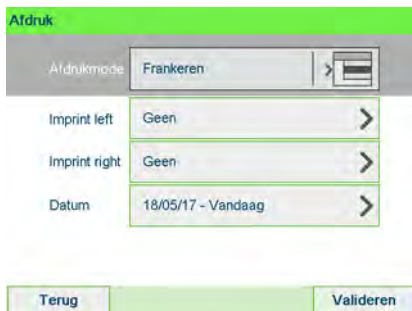 Afdruk
Afdrukmode Frankeren
Imprint left Geen
Imprint right Geen
Datum 18/05/17 - Vandaag
Terug Valideren